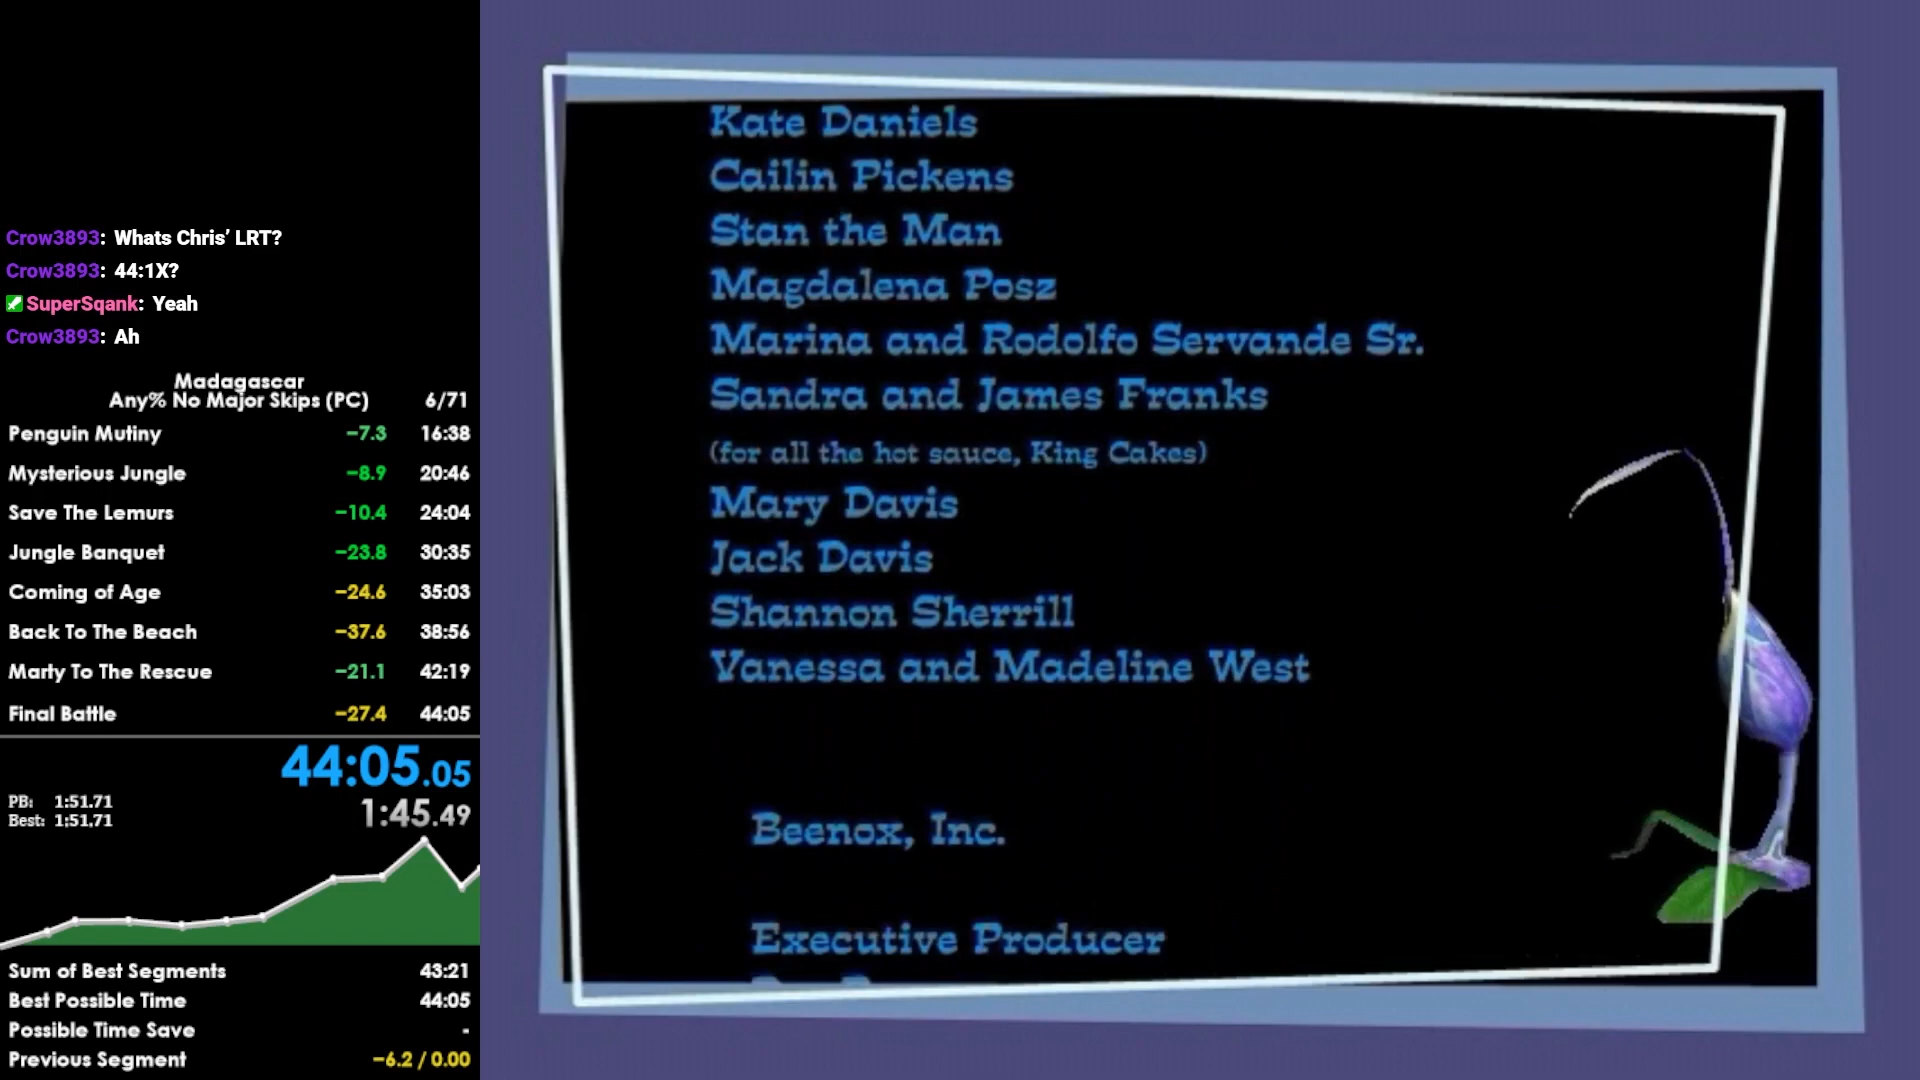 Crow3893: Whats Chris’ LRT?
Crow3893: 44:1X?
SuperSqank: Yeah
Crow3893: Ah
Madagascar
Any% No Major Skips (PC) 6/71
Penguin Mutiny −7.3 16:38
Mysterious Jungle −8.9 20:46
Save The Lemurs −10.4 24:04
Jungle Banquet −23.8 30:35
Coming of Age −24.6 35:03
Back To The Beach −37.6 38:56
Marty To The Rescue −21.1 42:19
Final Battle −27.4 44:05
44:05.05
PB: 1:51.71
Best: 1:51.71
1:45.49
Sum of Best Segments 43:21
Best Possible Time 44:05
Possible Time Save -
Previous Segment −6.2 / 0.00
Kate Daniels
Cailin Pickens
Stan the Man
Magdalena Posz
Marina and Rodolfo Servande Sr.
Sandra and James Franks
(for all the hot sauce, King Cakes)
Mary Davis
Jack Davis
Shannon Sherrill
Vanessa and Madeline West
Beenox, Inc.
Executive Producer